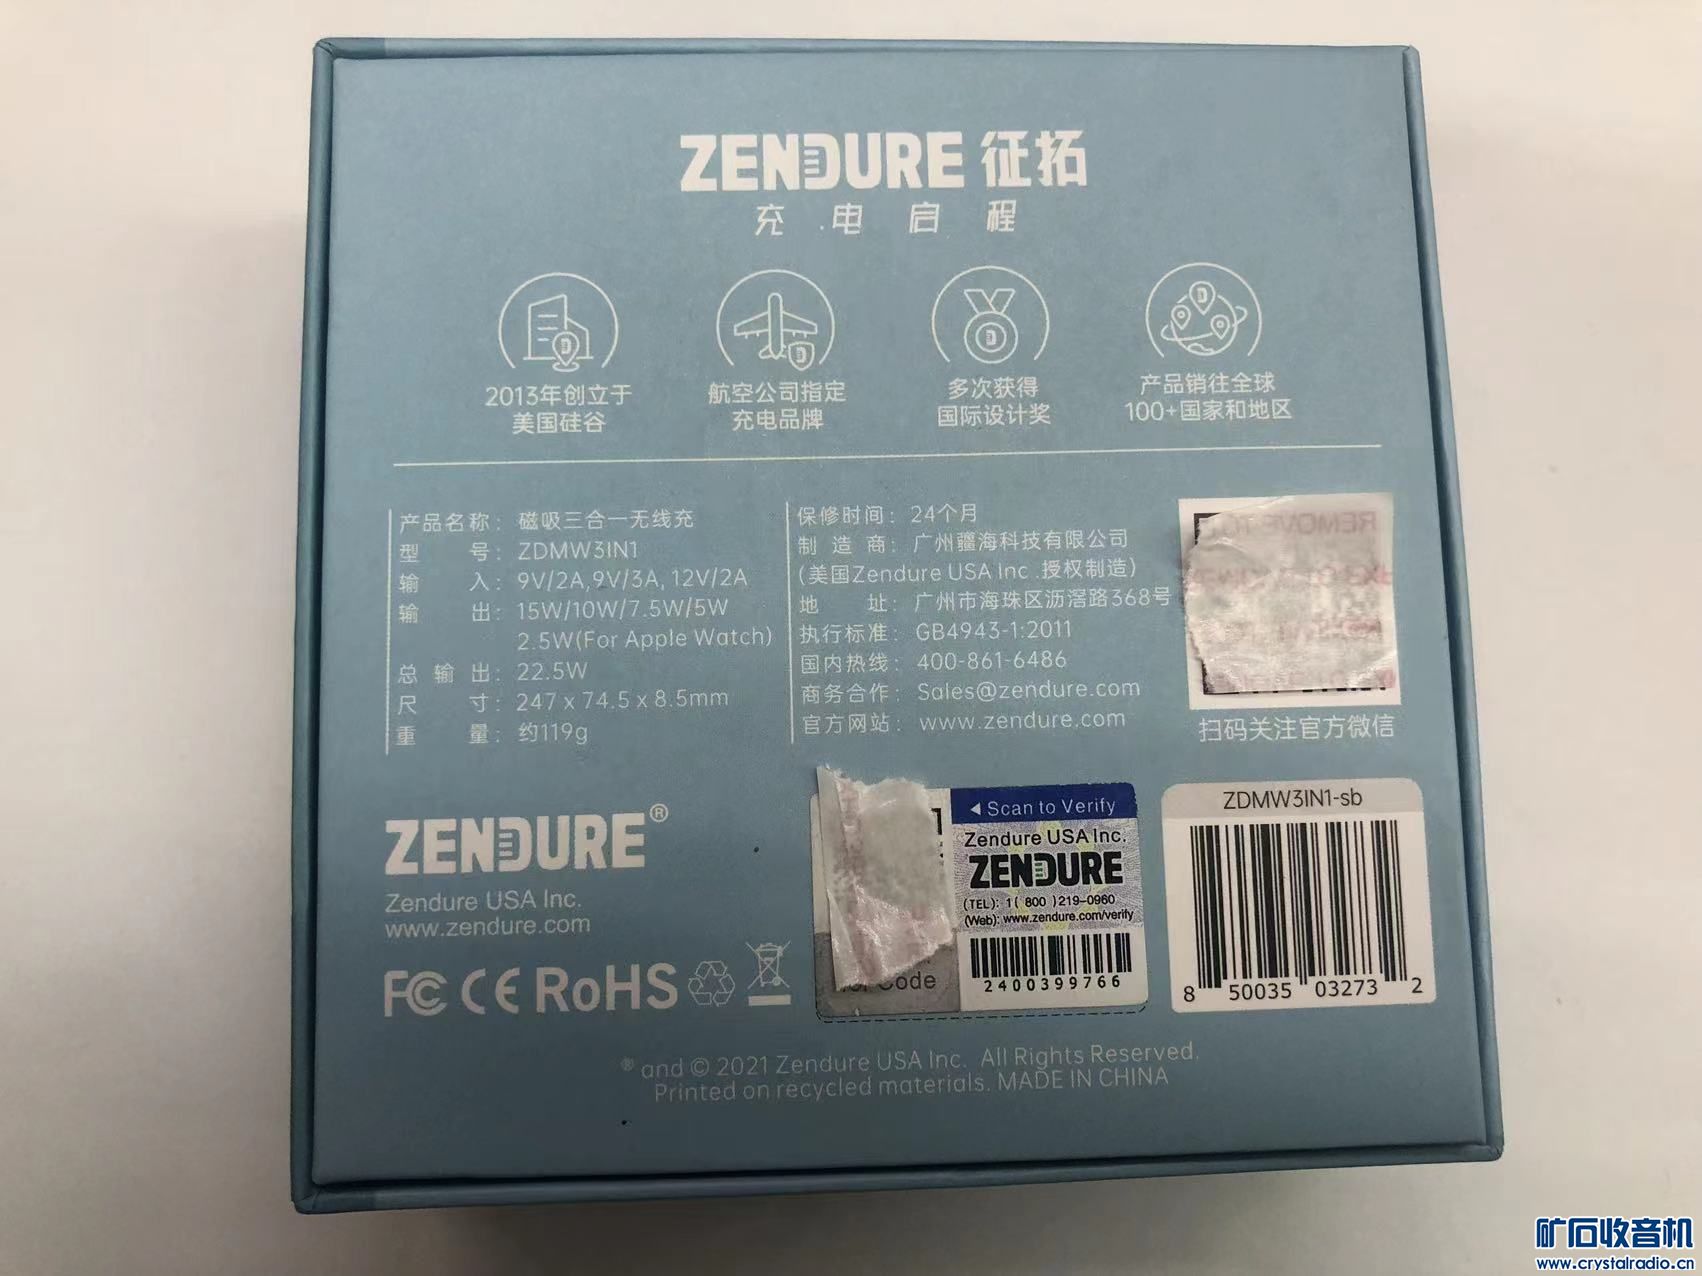 ZENDURE 征拓
充电启程
2013年创立于
美国硅谷
航空公司指定
充电品牌
多次获得
国际设计奖
产品销往全球
100+国家和地区
产品名称: 磁吸三合一无线充
型号: ZDMW3IN1
输入: 9V/2A,9V/3A, 12V/2A
输出: 15W/10W/7.5W/5W
2.5W(For Apple Watch)
总输出: 22.5W
尺寸: 247 x 74.5 x 8.5mm
重量: 约119g
保修时间: 24个月
制造商: 广州疆海科技有限公司
(美国Zendure USA Inc .授权制造)
地址: 广州市海珠区沥滘路368号
执行标准: GB4943-1:2011
国内热线: 400-861-6486
商务合作: Sales@zendure.com
官方网站: www.zendure.com
REMOVE TO
扫码关注官方微信
ZENDURE®
Zendure USA Inc.
www.zendure.com
FC CE RoHS
Code
Scan to Verify
Zendure USA Inc.
ZENDURE
(TEL): 1( 800 )219-0960
(Web): www.zendure.com/verify
2400399766
ZDMW3IN1-sb
8 50035 03273 2
® and © 2021 Zendure USA Inc. All Rights Reserved.
Printed on recycled materials. MADE IN CHINA
矿石收音机
www.crystalradio.cn